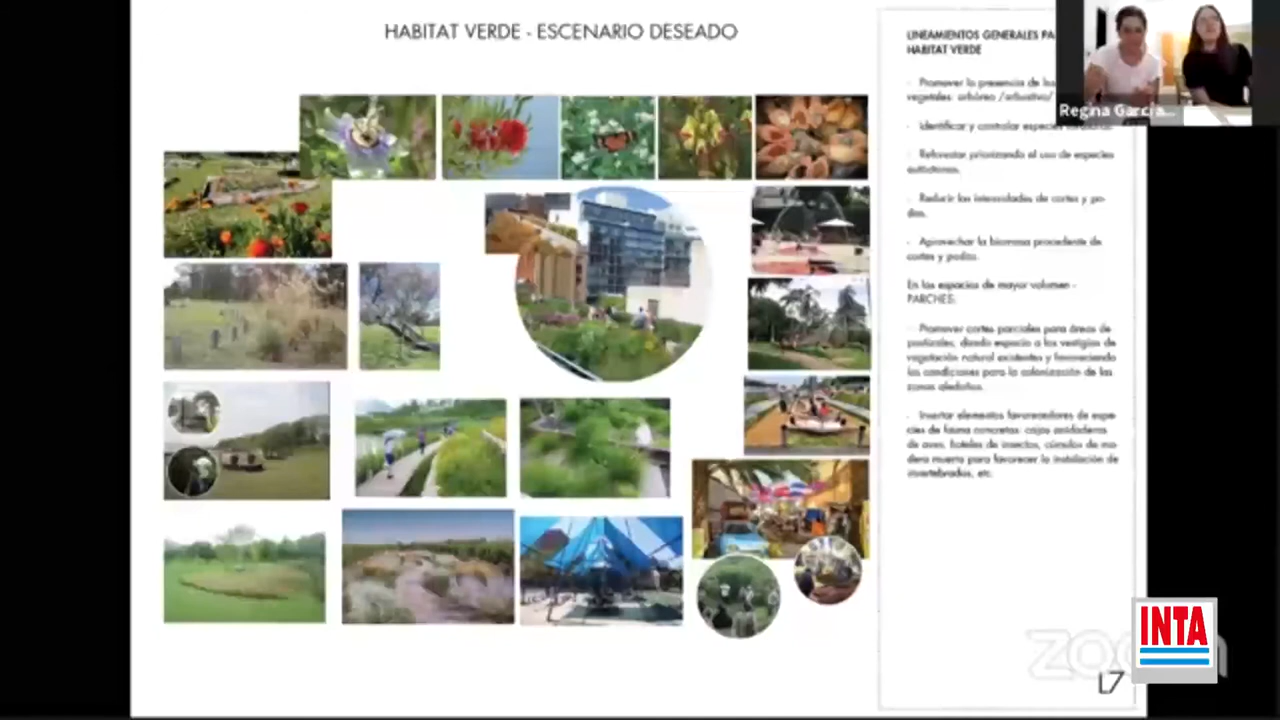 HABITAT VERDE - ESCENARIO DESEADO
LINEAMIENTOS GENERALES
HABITAT VERDE
- Promover la presencia de los
vegetales: arbórea /arbustiva/
- Identificar y controlar especies
- Reforestar priorizando el uso de especies
autóctonas.
- Reducir las intensidades de cortes y po-
das.
- Aprovechar la biomasa procedente de
cortes y podas.
En los espacios de mayor volumen -
PARCHES:
- Promover cortes parciales para áreas de
pastizales, dando espacio a los vestigios de
vegetación natural existentes y favoreciendo
las condiciones para la colonización de las
zonas aledañas.
- Insertar elementos favorecedores de espe-
cies de fauna concretas: cajas anidaderas
de aves, hoteles de insectos, cúmulos de ma-
dera muerta para favorecer la instalación de
invertebrados, etc.
Regina García...
zoom
INTA
L7